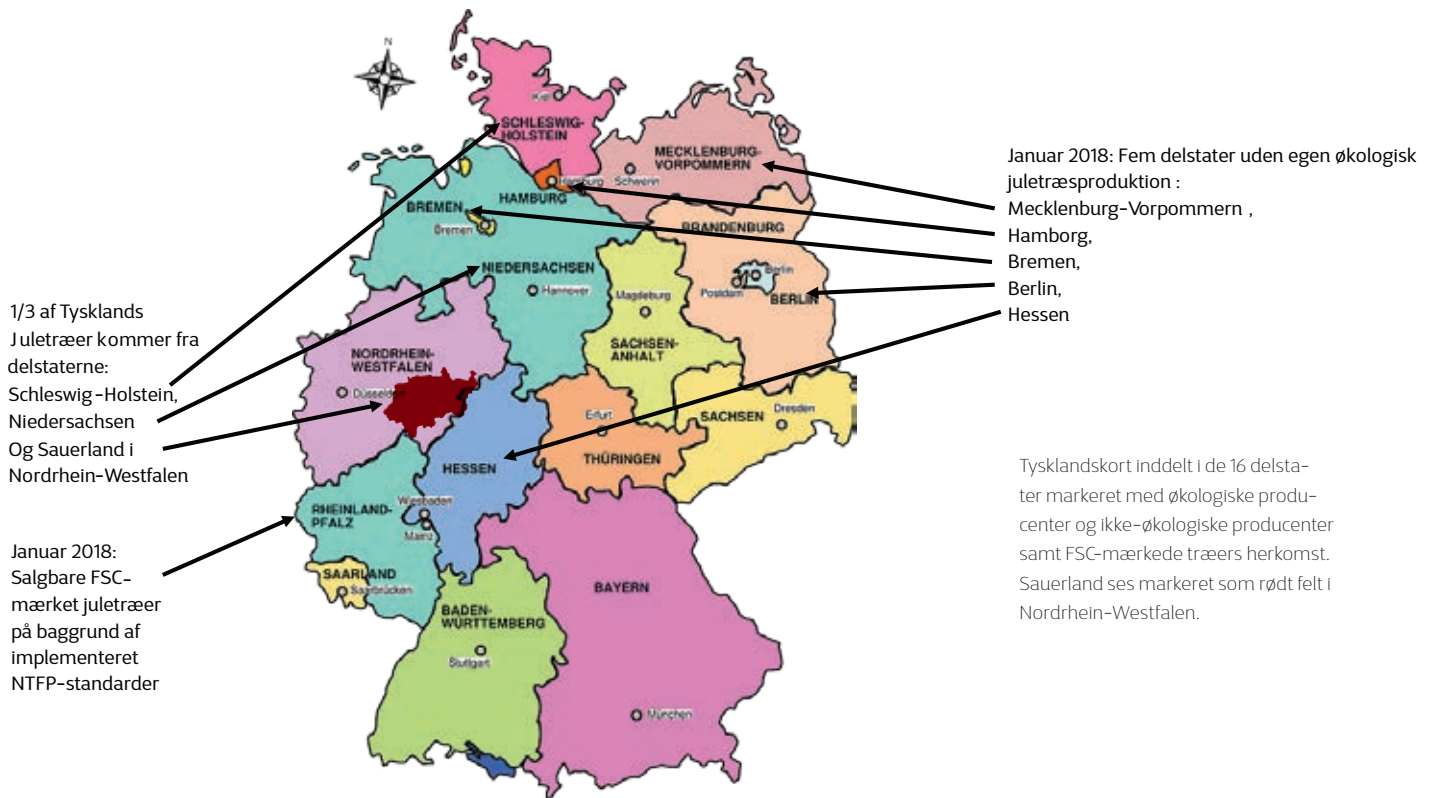 N
Kiel
SCHLESWIG-
HOLSTEIN
MECKLENBURG-
VORPOMMERN
Hamburg
Schwerin
HAMBURG
BREMEN
Bremen
BRANDENBURG
NIEDERSACHSEN
Hannover
Berlin
Postdam
BERLIN
Magdeburg
SACHSEN-
ANHALT
NORDRHEIN-
WESTFALEN
Düsseldorf
SACHSEN
Dresden
Erfurt
THÜRINGEN
HESSEN
Wiesbaden
Mainz
RHEINLAND-
PFALZ
SAARLAND
Saarbrücken
BADEN-
WÜRTTEMBERG
Stuttgart
BAYERN
München
1/3 af Tysklands
Juletræer kommer fra
delstaterne:
Schleswig-Holstein,
Niedersachsen
Og Sauerland i
Nordrhein-Westfalen
Januar 2018:
Salgbare FSC-
mærket juletræer
på baggrund af
implementeret
NTFP-standarder
Januar 2018: Fem delstater uden egen økologisk
juletræsproduktion :
Mecklenburg-Vorpommern ,
Hamborg,
Bremen,
Berlin,
Hessen
Tysklandskort inddelt i de 16 delsta-
ter markeret med økologiske produ-
center og ikke-økologiske producenter
samt FSC-mærkede træers herkomst.
Sauerland ses markeret som rødt felt i
Nordrhein-Westfalen.